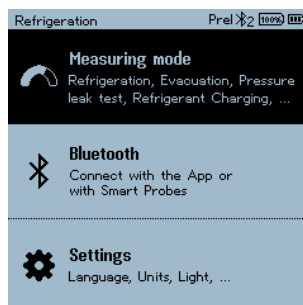 Refrigeration Prel 2 100%
Measuring mode
Refrigeration, Evacuation, Pressure
leak test, Refrigerant Charging, ...
Bluetooth
Connect with the App or
with Smart Probes
Settings
Language, Units, Light, ...